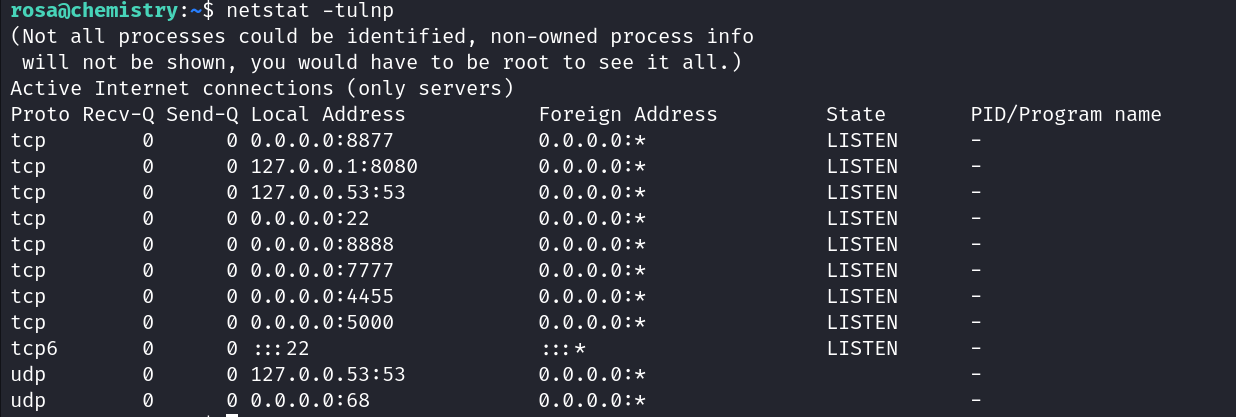 rosa@chemistry:~$ netstat -tulnp
(Not all processes could be identified, non-owned process info
 will not be shown, you would have to be root to see it all.)
Active Internet connections (only servers)
Proto Recv-Q Send-Q Local Address           Foreign Address         State       PID/Program name
tcp        0      0 0.0.0.0:8877            0.0.0.0:*               LISTEN      -
tcp        0      0 127.0.0.1:8080          0.0.0.0:*               LISTEN      -
tcp        0      0 127.0.0.53:53           0.0.0.0:*               LISTEN      -
tcp        0      0 0.0.0.0:22              0.0.0.0:*               LISTEN      -
tcp        0      0 0.0.0.0:8888            0.0.0.0:*               LISTEN      -
tcp        0      0 0.0.0.0:7777            0.0.0.0:*               LISTEN      -
tcp        0      0 0.0.0.0:4455            0.0.0.0:*               LISTEN      -
tcp        0      0 0.0.0.0:5000            0.0.0.0:*               LISTEN      -
tcp6       0      0 :::22                   :::*                    LISTEN      -
udp        0      0 127.0.0.53:53           0.0.0.0:*                           -
udp        0      0 0.0.0.0:68              0.0.0.0:*                           -